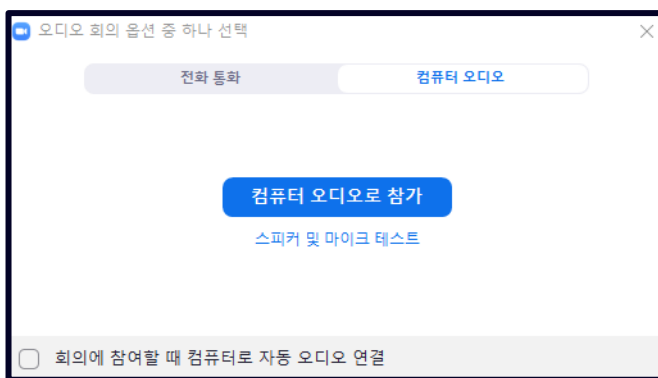 오디오 회의 옵션 중 하나 선택
전화 통화
컴퓨터 오디오
컴퓨터 오디오로 참가
스피커 및 마이크 테스트
회의에 참여할 때 컴퓨터로 자동 오디오 연결